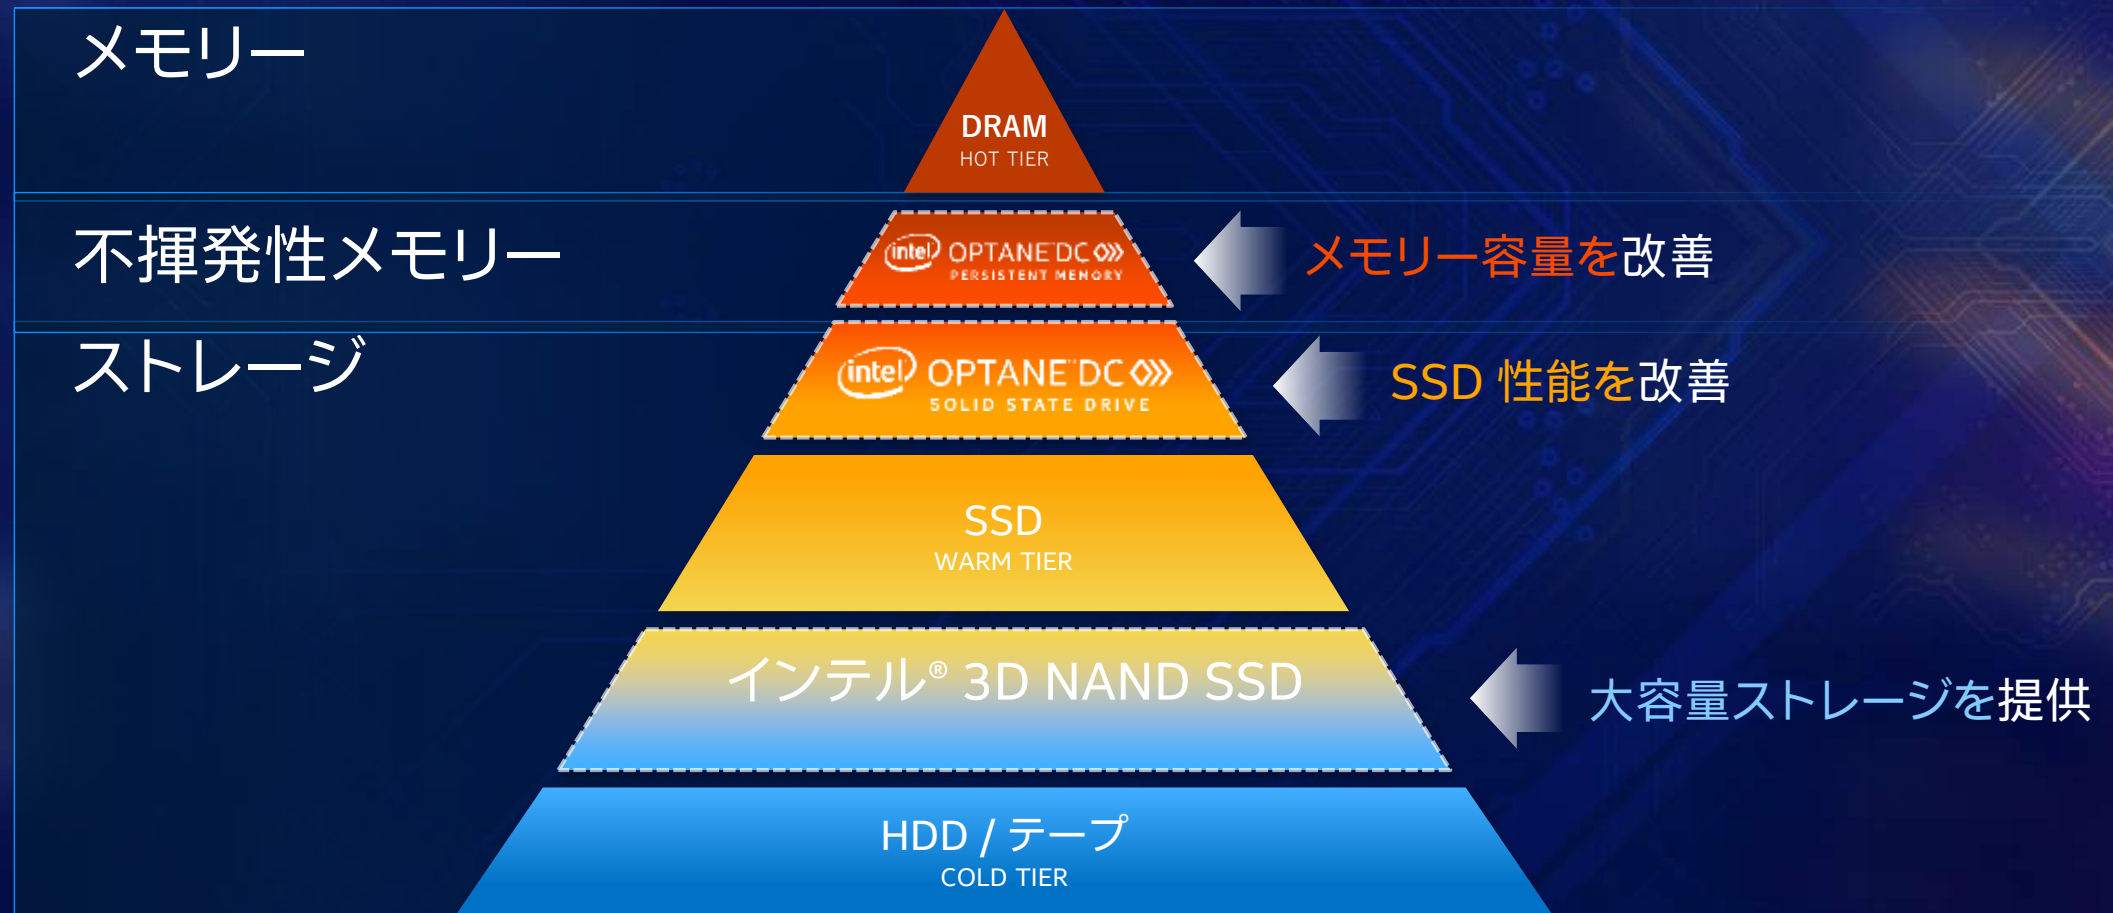 メモリー
DRAM
HOT TIER
不揮発性メモリー
intel OPTANE™ DC
PERSISTENT MEMORY
メモリー容量を改善
ストレージ
intel OPTANE™ DC
SOLID STATE DRIVE
SSD 性能を改善
SSD
WARM TIER
インテル® 3D NAND SSD
大容量ストレージを提供
HDD / テープ
COLD TIER